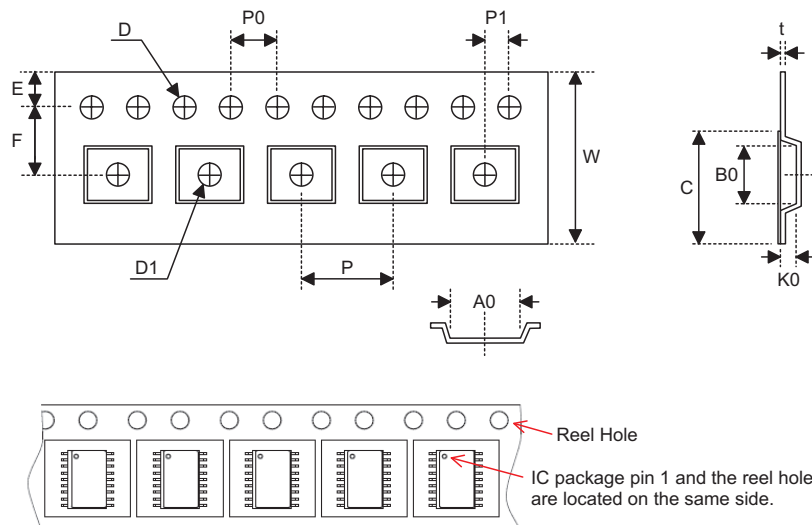 D
P0
P1
t
E
F
W
C
B0
D1
P
K0
A0
Reel Hole
IC package pin 1 and the reel hole
are located on the same side.